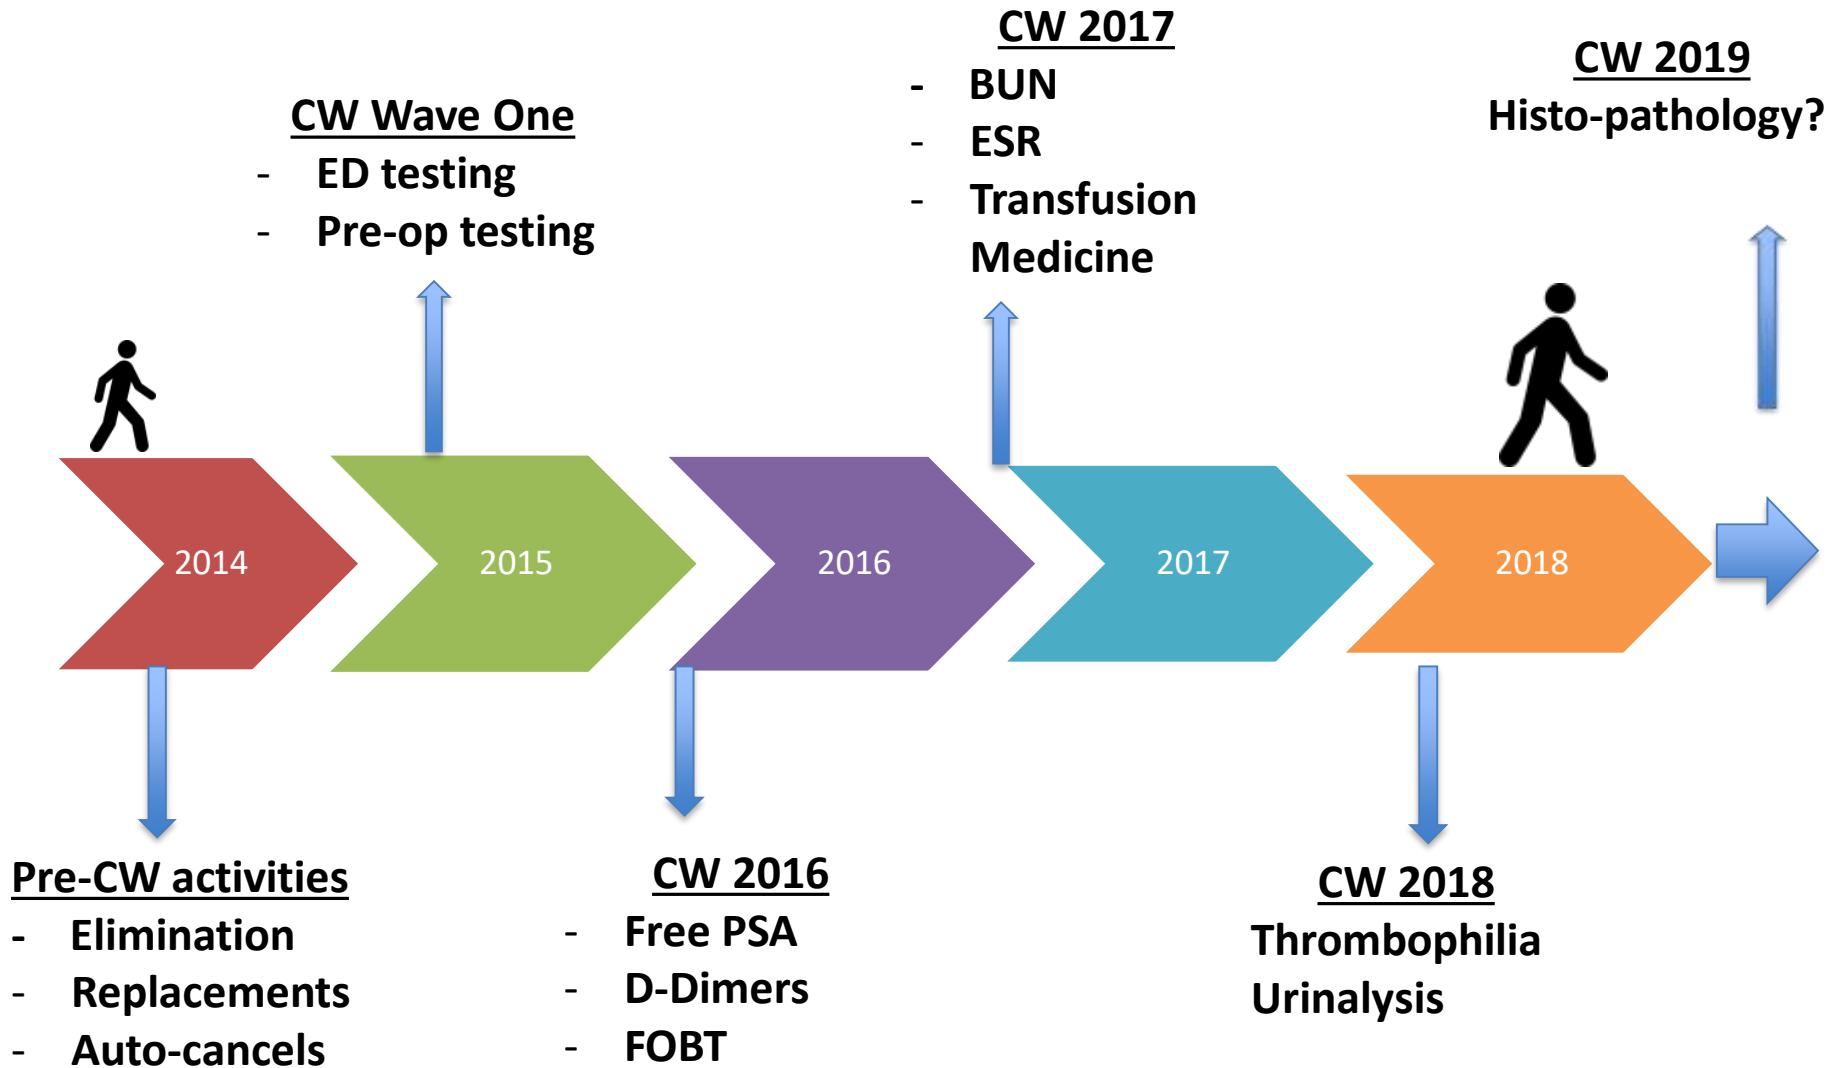 CW 2017
- BUN
- ESR
- Transfusion
Medicine
CW 2019
Histo-pathology?
CW Wave One
- ED testing
- Pre-op testing
2014
2015
2016
2017
2018
Pre-CW activities
- Elimination
- Replacements
- Auto-cancels
CW 2016
- Free PSA
- D-Dimers
- FOBT
CW 2018
Thrombophilia
Urinalysis